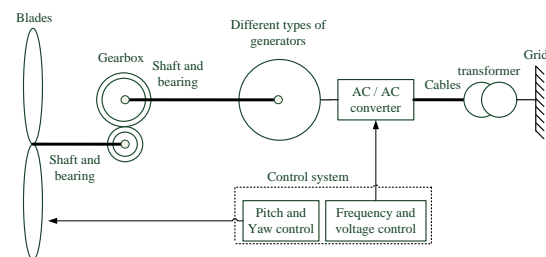 Blades
Gearbox
Shaft and
bearing
Different types of
generators
AC / AC
converter
Cables
transformer
Grid
Shaft and
bearing
Control system
Pitch and
Yaw control
Frequency and
voltage control